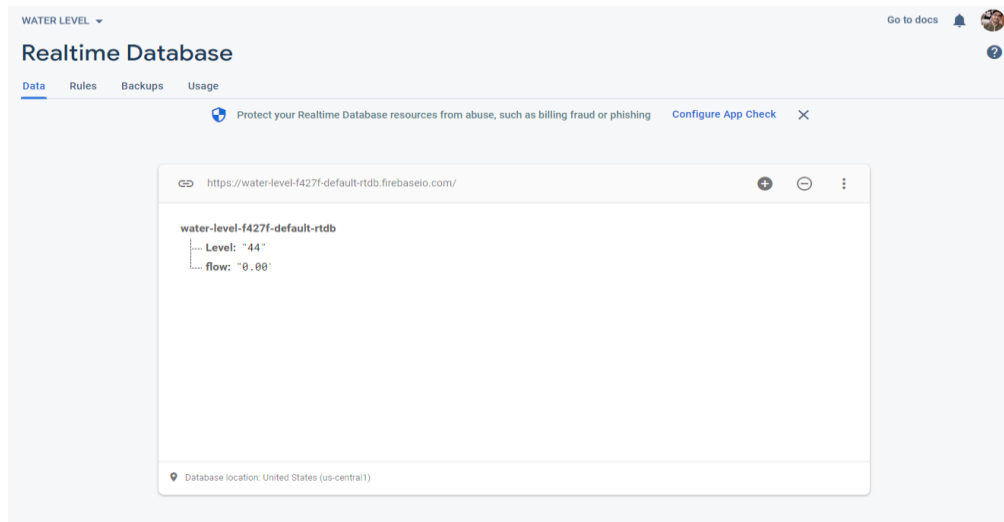 WATER LEVEL
Go to docs
Realtime Database
?
Data Rules Backups Usage
Protect your Realtime Database resources from abuse, such as billing fraud or phishing Configure App Check
https://water-level-f427f-default-rtdb.firebaseio.com/
water-level-f427f-default-rtdb
Level: "44"
flow: "0.00'
Database location: United States (us-central1)